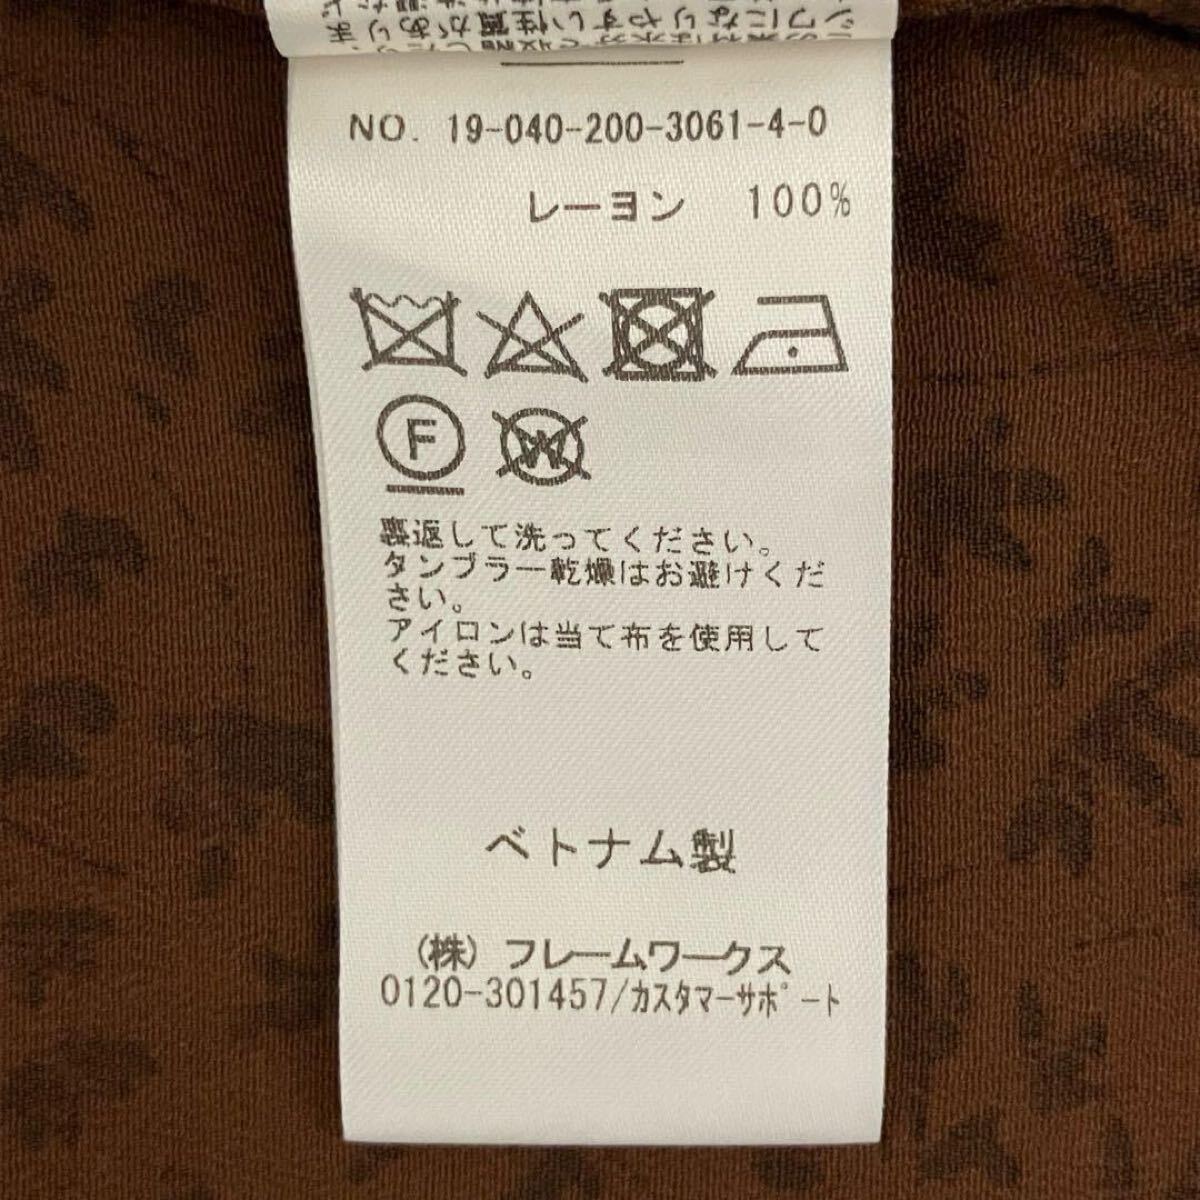 NO. 19-040-200-3061-4-0
レーヨン 100%
F
W
裏返して洗ってください。
タンブラー乾燥はお避けくだ
さい。
アイロンは当て布を使用して
ください。
ベトナム製
(株) フレームワークス
0120-301457/カスタマーサポート